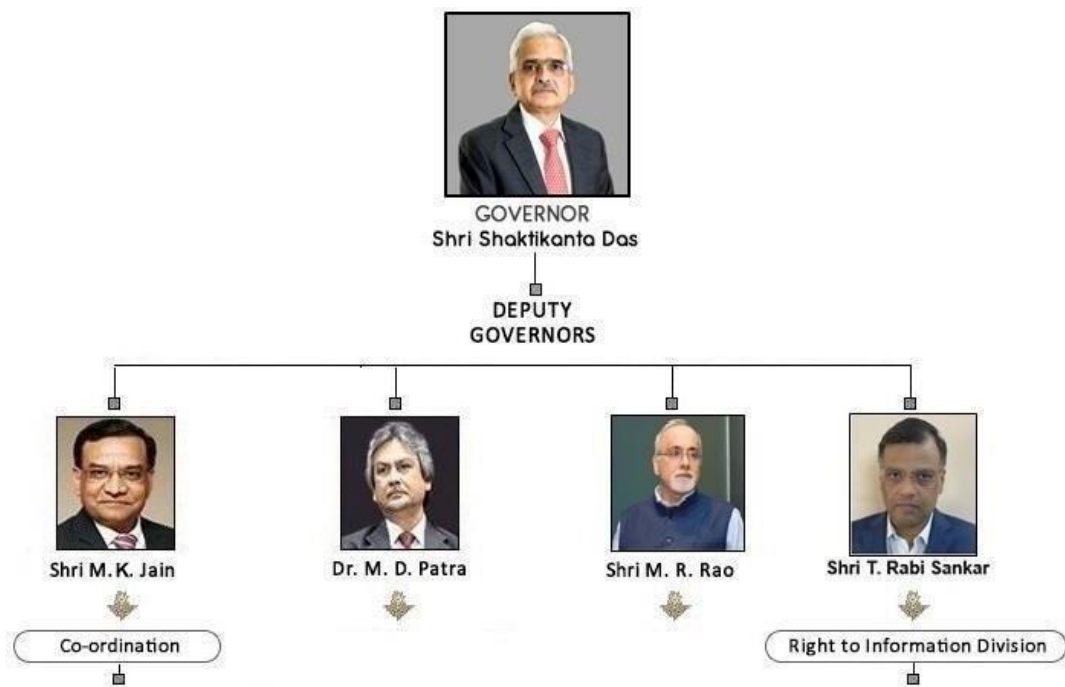 GOVERNOR
Shri Shaktikanta Das
DEPUTY
GOVERNORS
Shri M. K. Jain
Dr. M. D. Patra
Shri M. R. Rao
Shri T. Rabi Sankar
Co-ordination
Right to Information Division